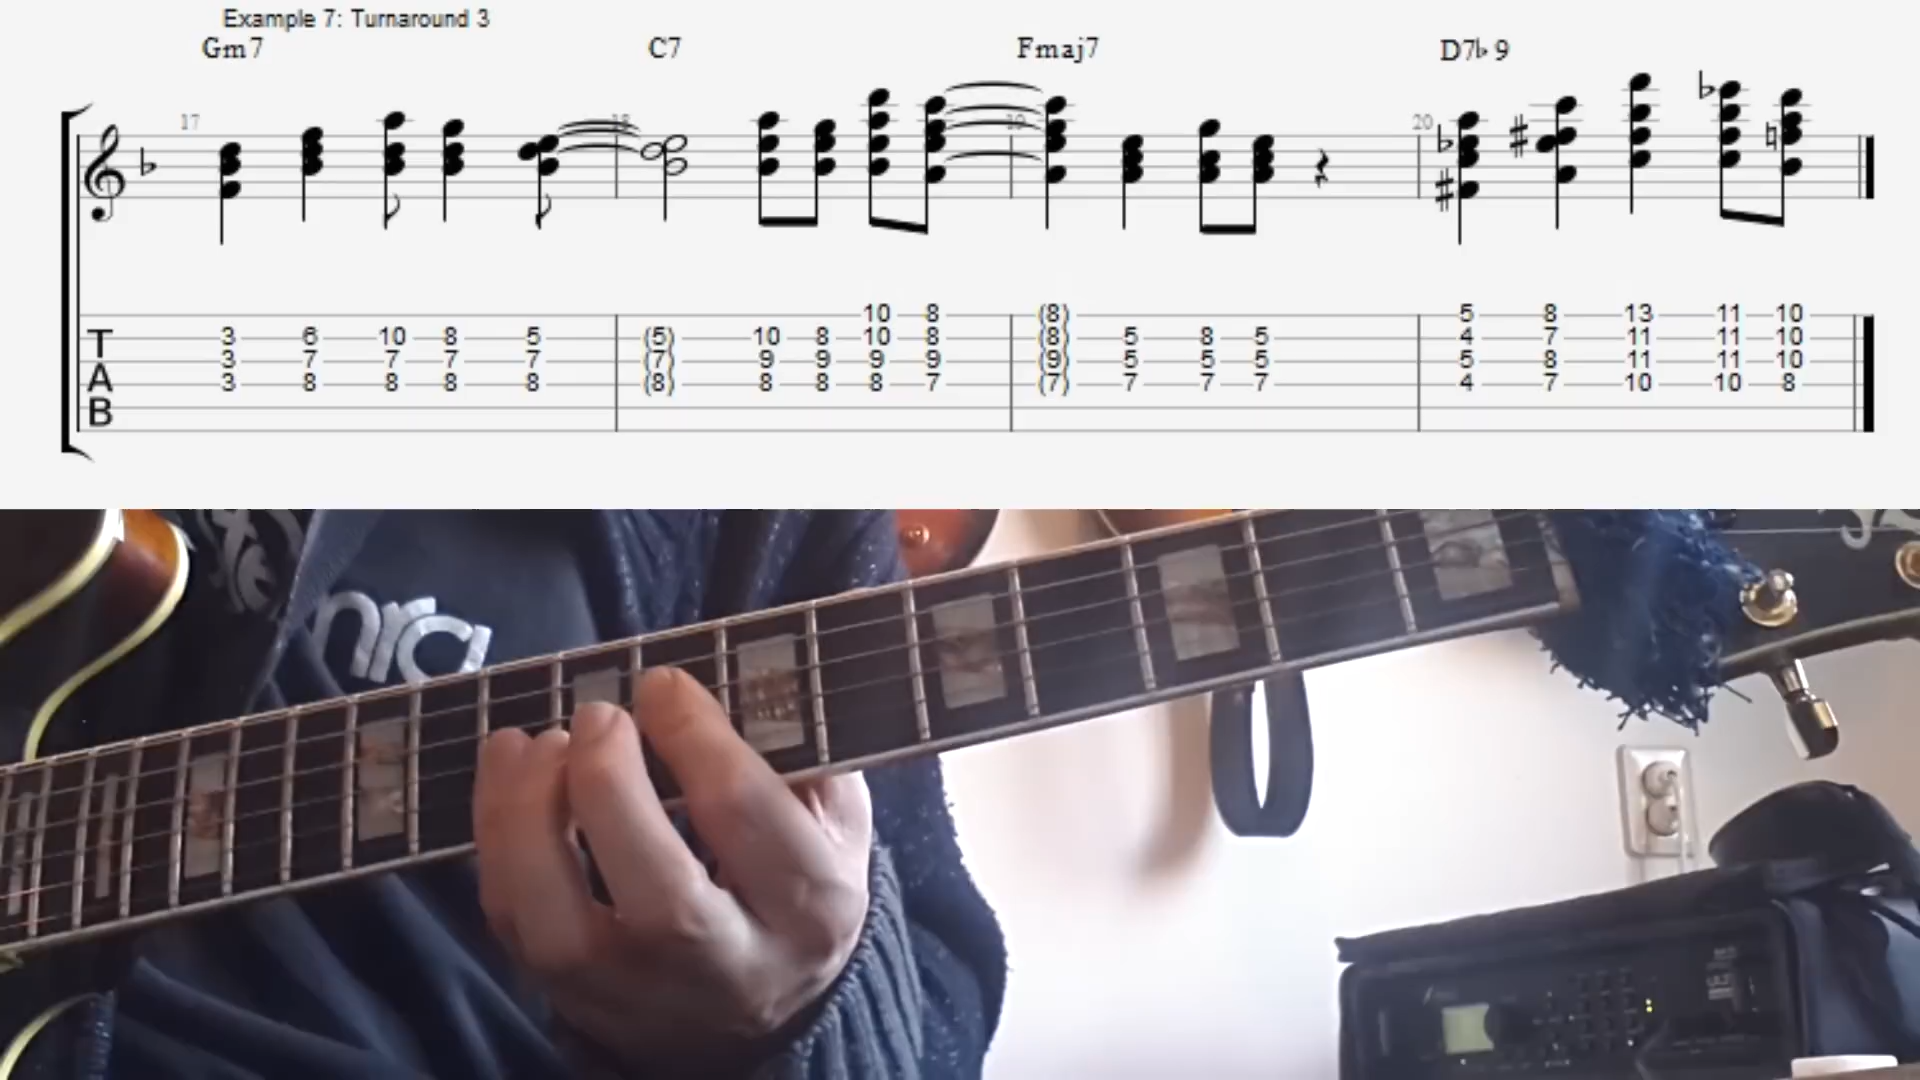 Example 7: Turnaround 3
Gm7 C7 Fmaj7 D7b9
17 18 19 20
10 8 (8) 5 8 13 11 10
T 3 6 10 8 5 (5) 10 8 10 8 (8) 5 8 5 4 7 11 11 10
3 7 7 7 7 (7) 9 9 9 9 (9) 5 5 5 5 8 11 11 10
A 3 8 8 8 8 (8) 8 8 8 7 (7) 7 7 7 4 7 10 10 8
B
nra